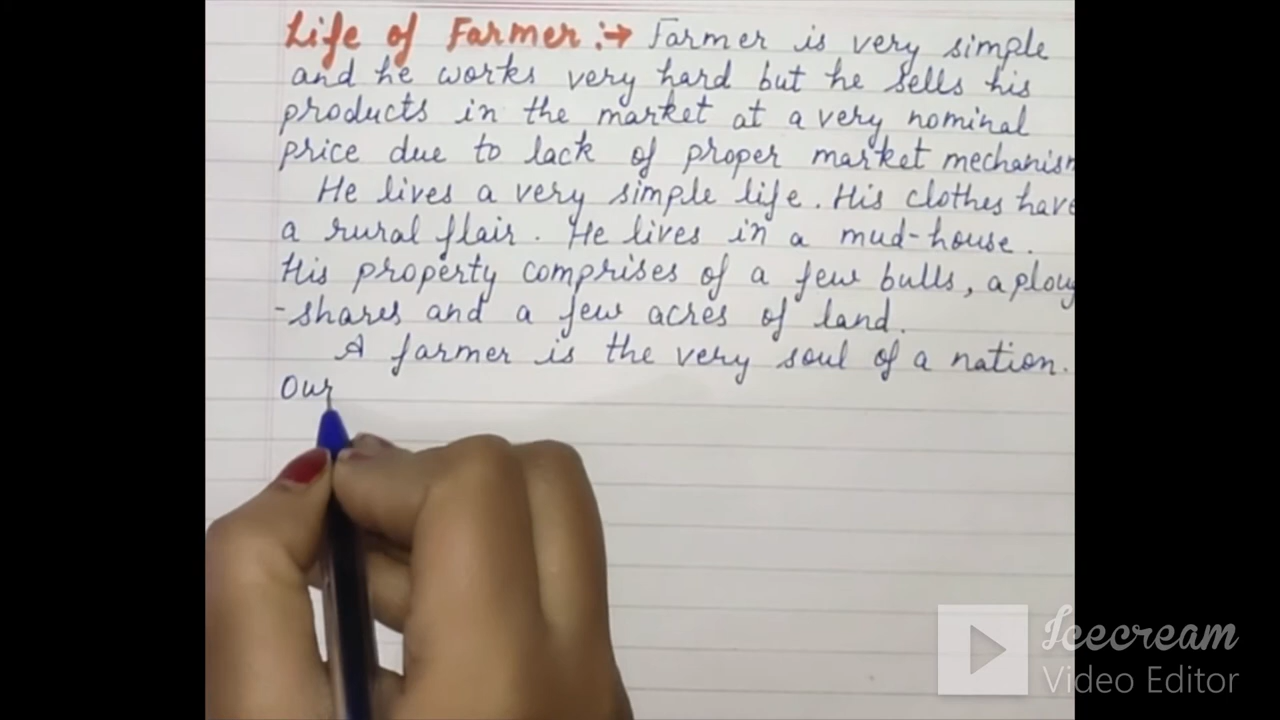 Life of Farmer :→ Farmer is very simple
and he works very hard but he sells his
products in the market at a very nominal
price due to lack of proper market mechanism
He lives a very simple life. His clothes have
a rural flair. He lives in a mud-house.
His property comprises of a few bulls, a ploug
-shares and a few acres of land.
A farmer is the very soul of a nation.
Our
Icecream
Video Editor